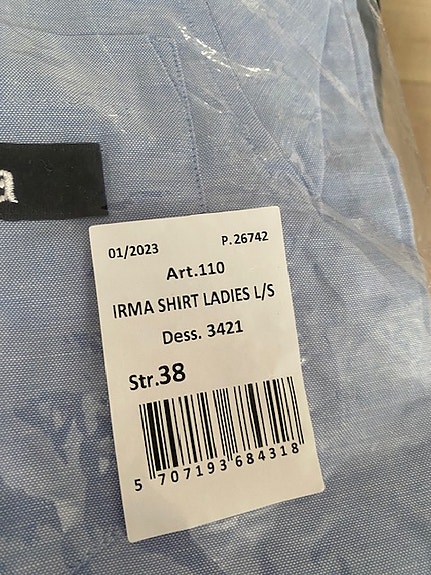 a
01/2023 P.26742
Art.110
IRMA SHIRT LADIES L/S
Dess. 3421
Str.38
5 707193 684318